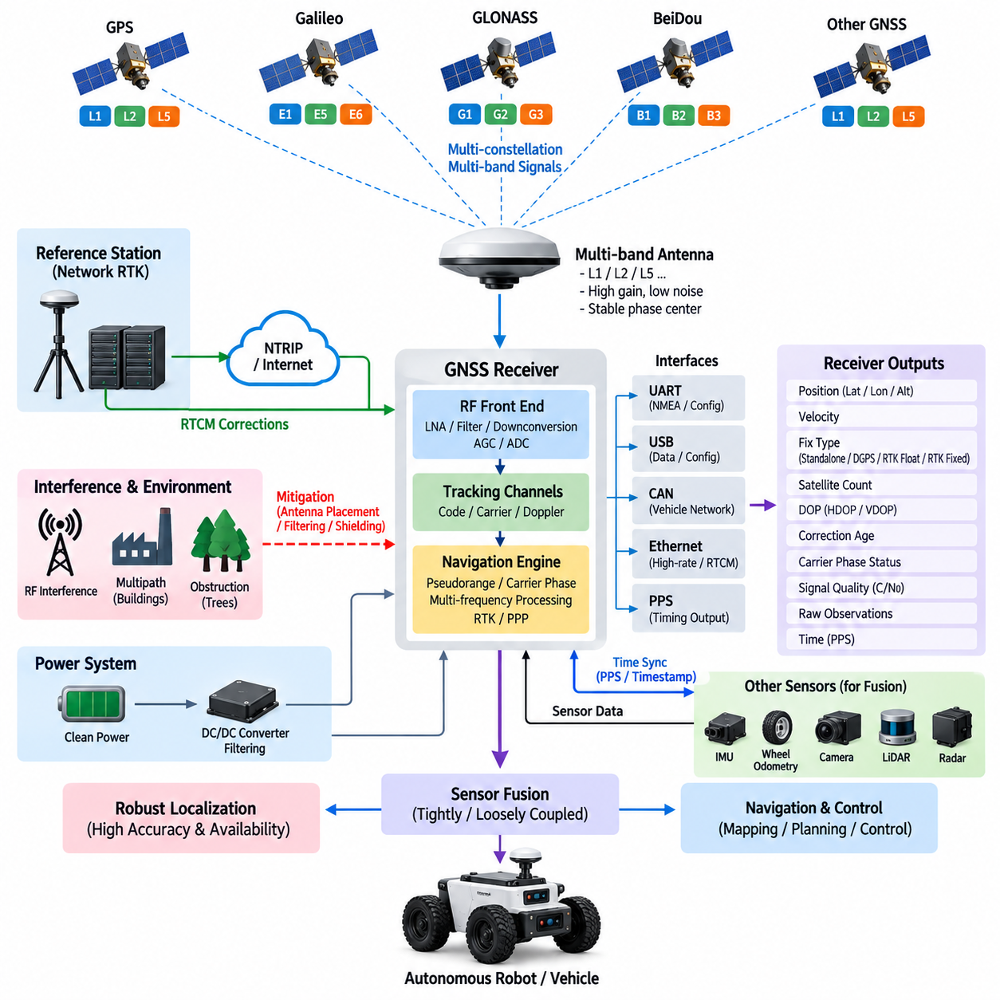 GPS
Galileo
GLONASS
BeiDou
Other GNSS
L1 L2 L5
E1 E5 E6
G1 G2 G3
B1 B2 B3
L1 L2 L5
Multi-constellation
Multi-band Signals
Reference Station
(Network RTK)
NTRIP
/ Internet
RTCM Corrections
Multi-band Antenna
- L1 / L2 / L5 ...
- High gain, low noise
- Stable phase center
GNSS Receiver
RF Front End
LNA / Filter / Downconversion
AGC / ADC
Tracking Channels
Code / Carrier / Doppler
Navigation Engine
Pseudorange / Carrier Phase
Multi-frequency Processing
RTK / PPP
Interfaces
UART
(NMEA / Config)
USB
(Data / Config)
CAN
(Vehicle Network)
Ethernet
(High-rate / RTCM)
PPS
(Timing Output)
Receiver Outputs
Position (Lat / Lon / Alt)
Velocity
Fix Type
(Standalone / DGPS / RTK Float / RTK Fixed)
Satellite Count
DOP (HDOP / VDOP)
Correction Age
Carrier Phase Status
Signal Quality (C/N₀)
Raw Observations
Time (PPS)
Interference & Environment
RF Interference
Multipath
(Buildings)
Obstruction
(Trees)
Mitigation
(Antenna Placement
/ Filtering / Shielding)
Power System
Clean Power
DC/DC Converter
Filtering
Time Sync
(PPS / Timestamp)
Sensor Data
Other Sensors (for Fusion)
IMU
Wheel
Odometry
Camera
LiDAR
Radar
Robust Localization
(High Accuracy & Availability)
Sensor Fusion
(Tightly / Loosely Coupled)
Navigation & Control
(Mapping / Planning / Control)
Autonomous Robot / Vehicle